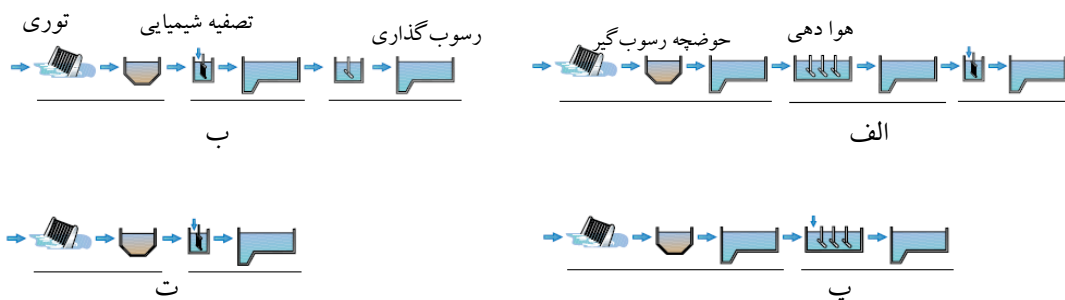 توری
تصفیه شیمیایی
رسوب‌گذاری
حوضچه رسوب‌گیر
هوا دهی
ب
الف
ت
پ